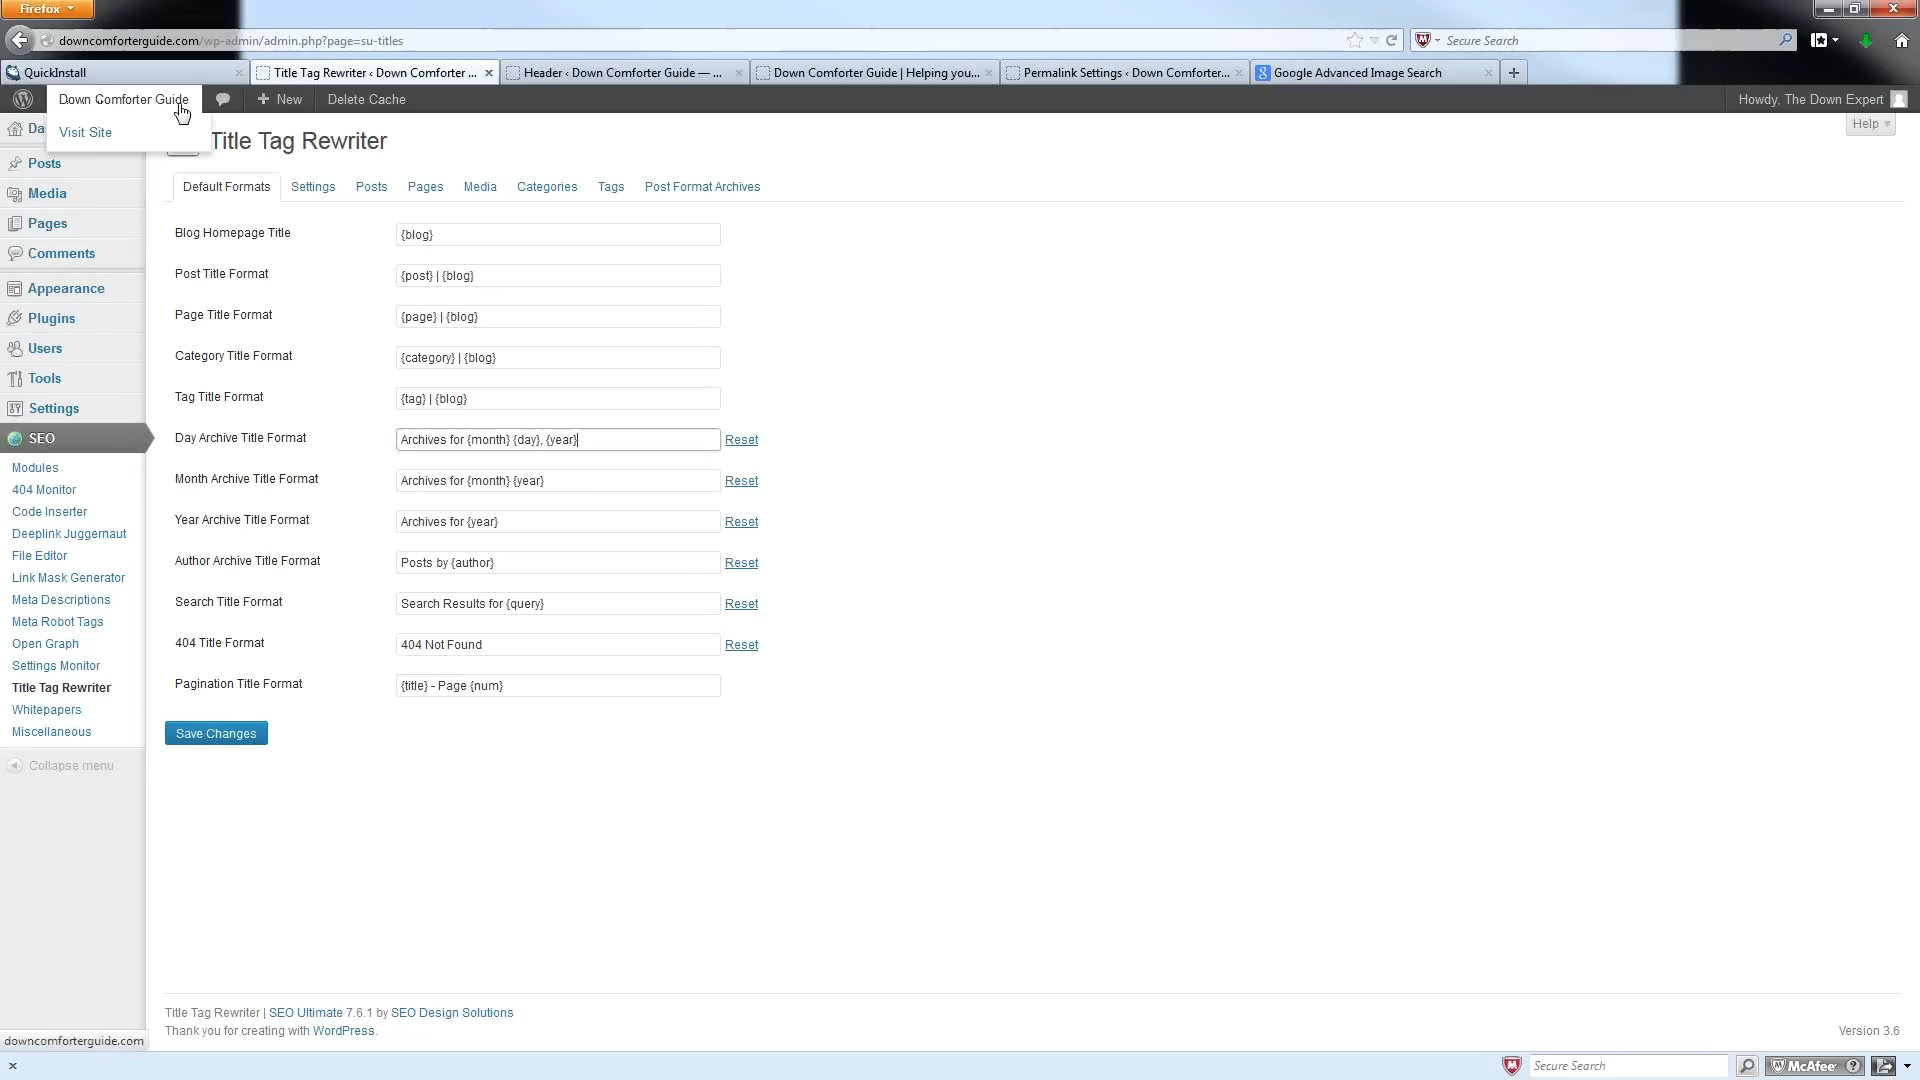 Firefox
downcomforterguide.com/wp-admin/admin.php?page=su-titles
Secure Search
QuickInstall
Title Tag Rewriter ‹ Down Comforter ...
Header ‹ Down Comforter Guide — ...
Down Comforter Guide | Helping you...
Permalink Settings ‹ Down Comforter...
Google Advanced Image Search
Down Comforter Guide
New
Delete Cache
Howdy, The Down Expert
Visit Site
Help
Title Tag Rewriter
Default Formats
Settings
Posts
Pages
Media
Categories
Tags
Post Format Archives
Da
Posts
Media
Pages
Comments
Appearance
Plugins
Users
Tools
Settings
SEO
Modules
404 Monitor
Code Inserter
Deeplink Juggernaut
File Editor
Link Mask Generator
Meta Descriptions
Meta Robot Tags
Open Graph
Settings Monitor
Title Tag Rewriter
Whitepapers
Miscellaneous
Collapse menu
Blog Homepage Title {blog}
Post Title Format {post} | {blog}
Page Title Format {page} | {blog}
Category Title Format {category} | {blog}
Tag Title Format {tag} | {blog}
Day Archive Title Format Archives for {month} {day}, {year} Reset
Month Archive Title Format Archives for {month} {year} Reset
Year Archive Title Format Archives for {year} Reset
Author Archive Title Format Posts by {author} Reset
Search Title Format Search Results for {query} Reset
404 Title Format 404 Not Found Reset
Pagination Title Format {title} - Page {num}
Save Changes
Title Tag Rewriter | SEO Ultimate 7.6.1 by SEO Design Solutions
Thank you for creating with WordPress.
Version 3.6
downcomforterguide.com
Secure Search
McAfee